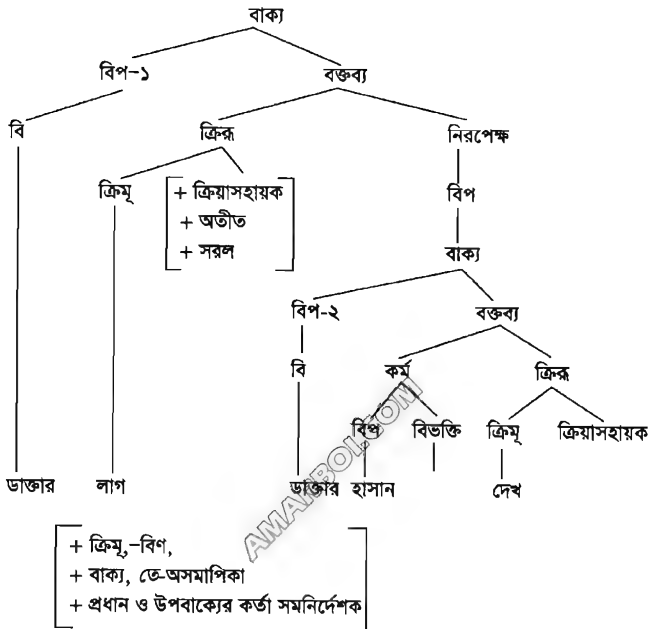 বাক্য
বিপ-১ বক্তব্য
বি ক্রিরূ নিরপেক্ষ
ক্রিমূ + ক্রিয়াসহায়ক বিপ
+ অতীত
+ সরল বাক্য
বিপ-২ বক্তব্য
বি কর্ম ক্রিরূ
বিপ বিভক্তি ক্রিমূ ক্রিয়াসহায়ক
ডাক্তার লাগ ডাক্তার হাসান দেখ
+ ক্রিমূ,-বিণ,
+ বাক্য, তে-অসমাপিকা
+ প্রধান ও উপবাক্যের কর্তা সমনির্দেশক
AMARBOI.COM